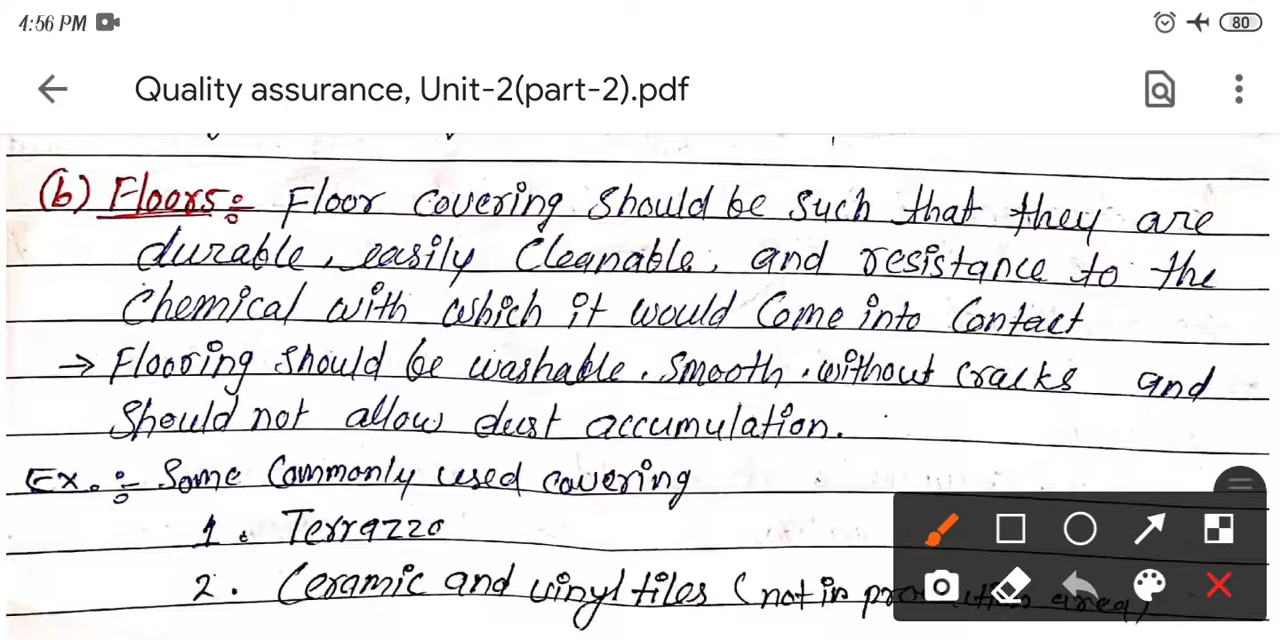 4:56 PM
80
Quality assurance, Unit-2(part-2).pdf
(b) Floors:- Floor covering should be such that they are
durable, easily cleanable, and resistance to the
Chemical with which it would come into contact
→ Flooring should be washable, smooth, without cracks and
should not allow dust accumulation.
Ex. :- Some commonly used covering
1. Terrazzo
2. Ceramic and vinyl tiles (not in production area)